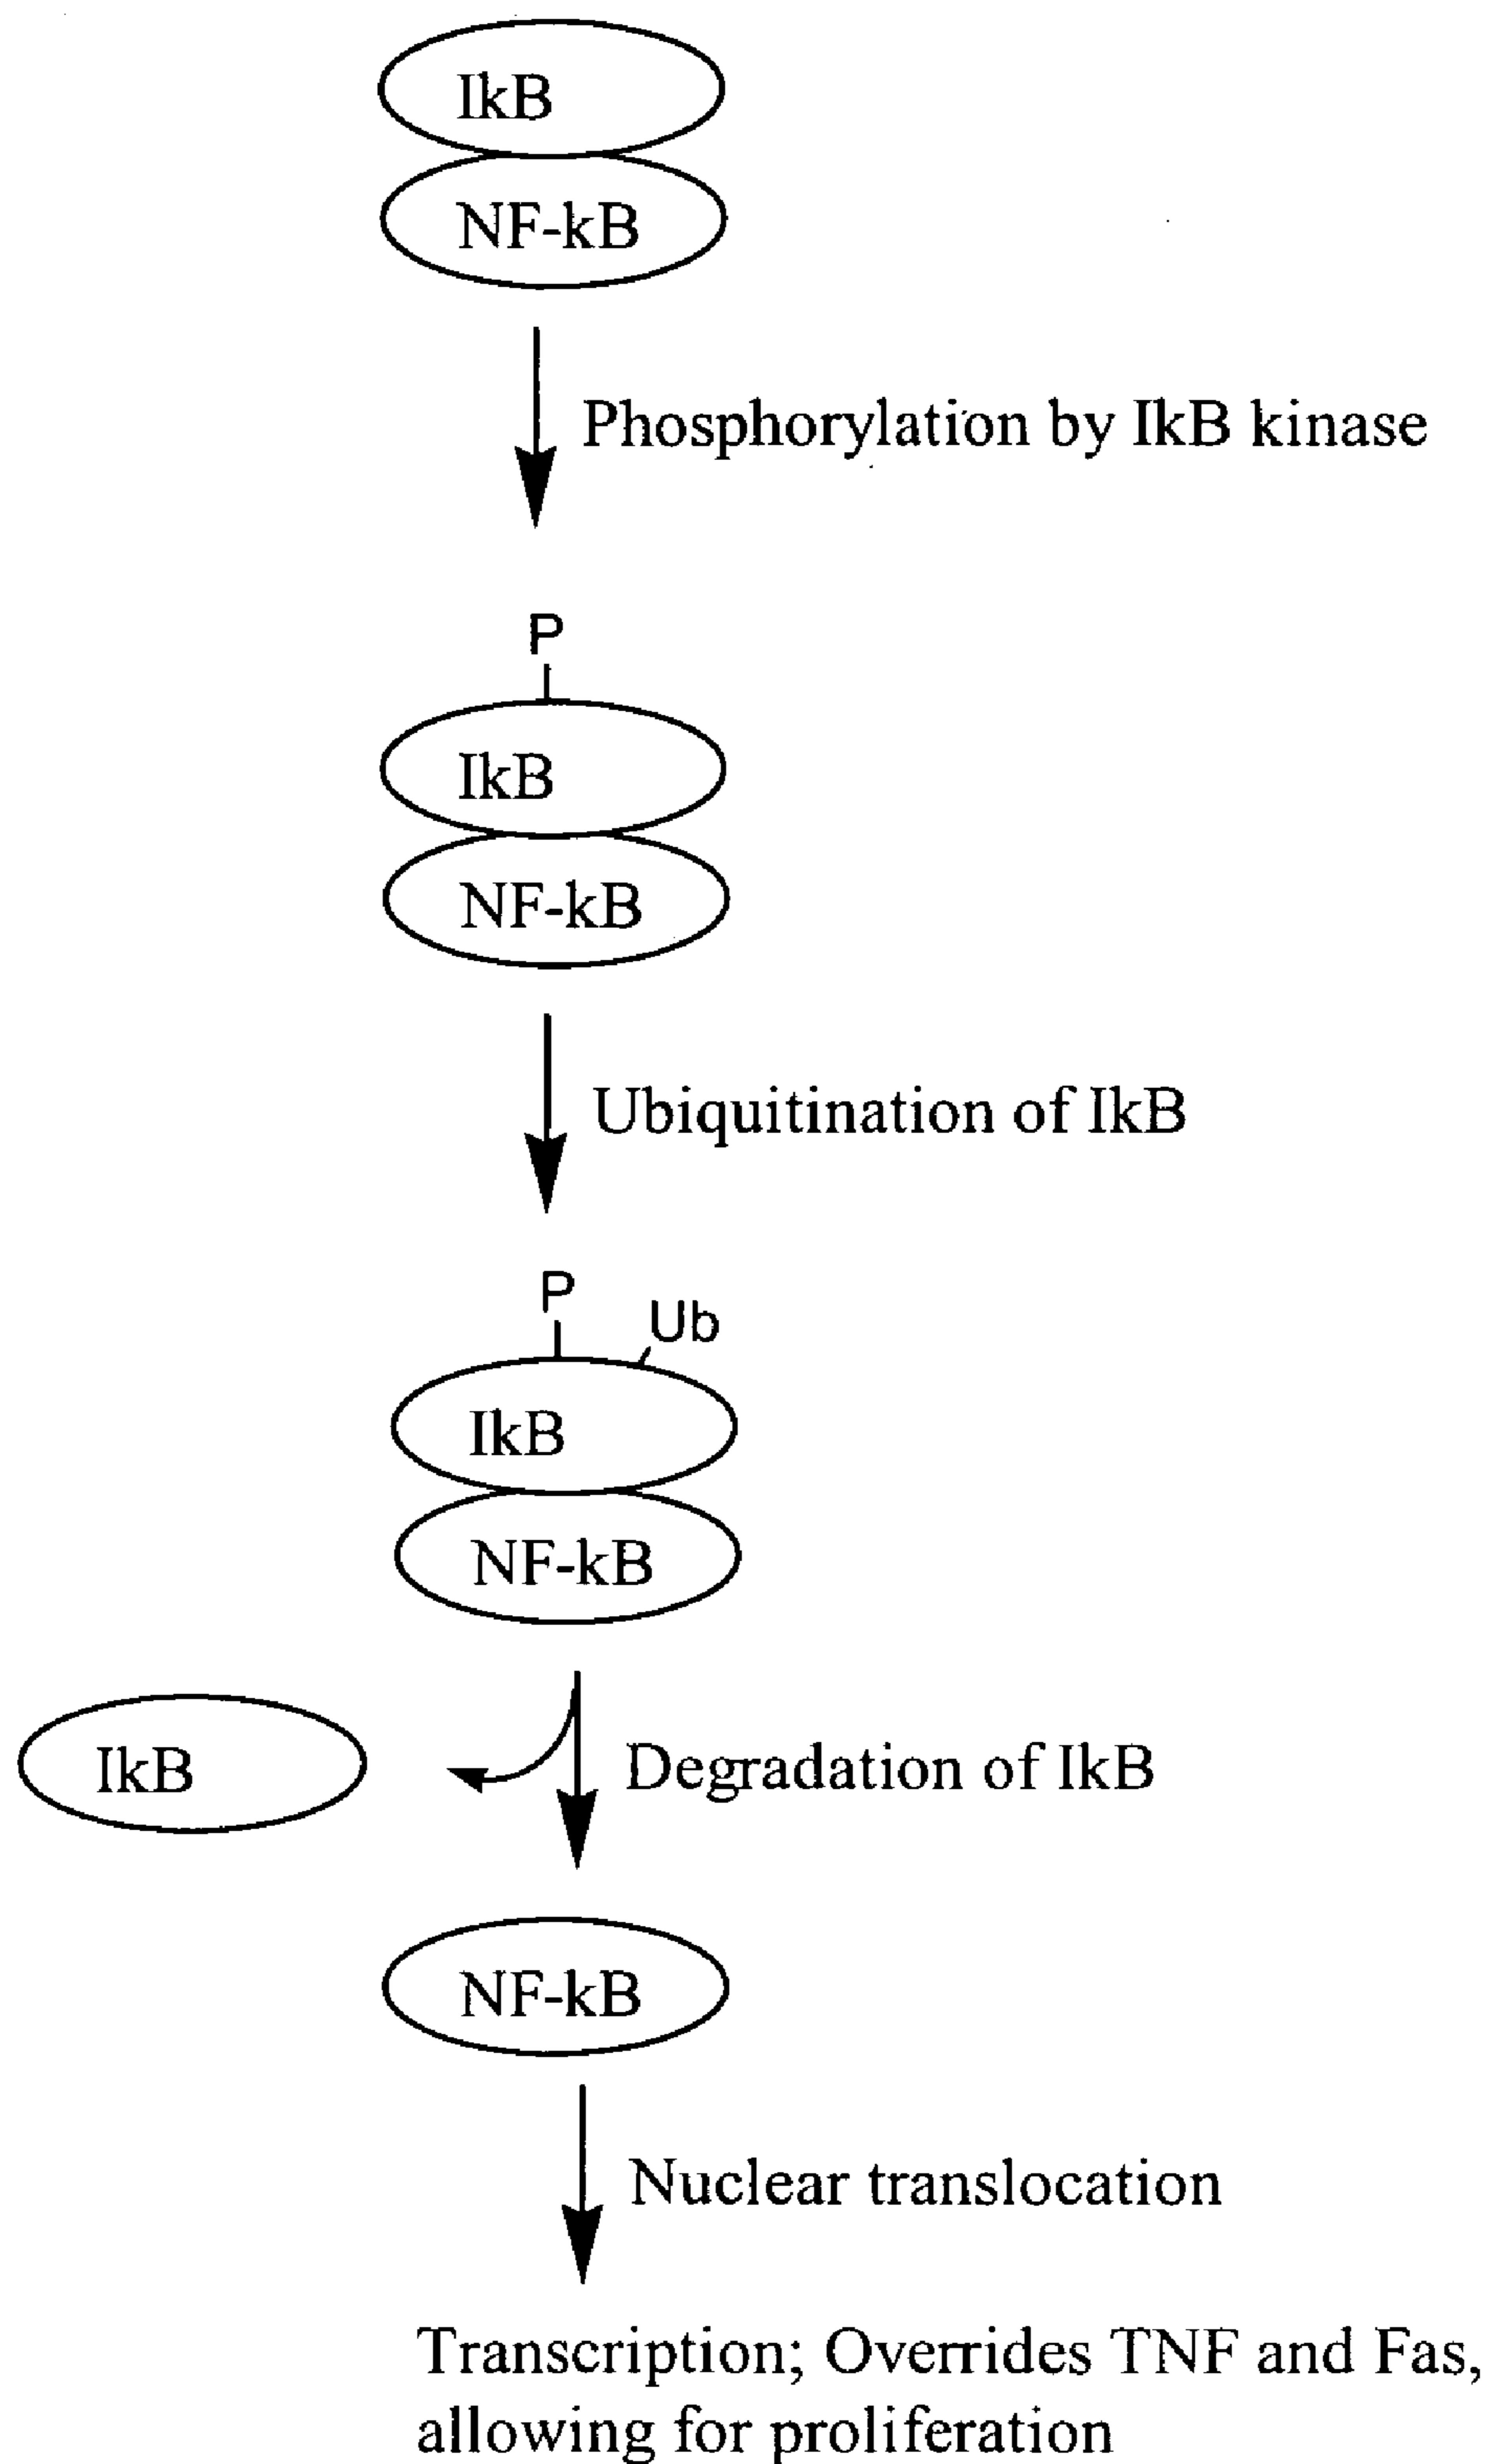 IkB
NF-kB
Phosphorylation by IkB kinase
P
IkB
NF-kB
Ubiquitination of IkB
P
Ub
IkB
NF-kB
IkB
Degradation of IkB
NF-kB
Nuclear translocation
Transcription; Overrides TNF and Fas,
allowing for proliferation